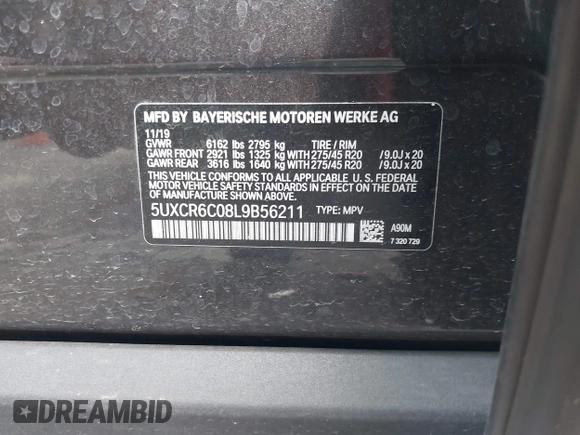 MFD BY BAYERISCHE MOTOREN WERKE AG
11/19
GVWR 6162 lbs 2795 kg TIRE / RIM
GAWR FRONT 2921 lbs 1325 kg WITH 275/45 R20 / 9.0J x 20
GAWR REAR 3616 lbs 1640 kg WITH 275/45 R20 / 9.0J x 20
THIS VEHICLE CONFORMS TO ALL APPLICABLE U. S. FEDERAL
MOTOR VEHICLE SAFETY STANDARDS IN EFFECT ON THE DATE OF
MANUFACTURE SHOWN ABOVE.
5UXCR6C08L9B56211 TYPE: MPV
A90M
7 320 729
DREAMBID